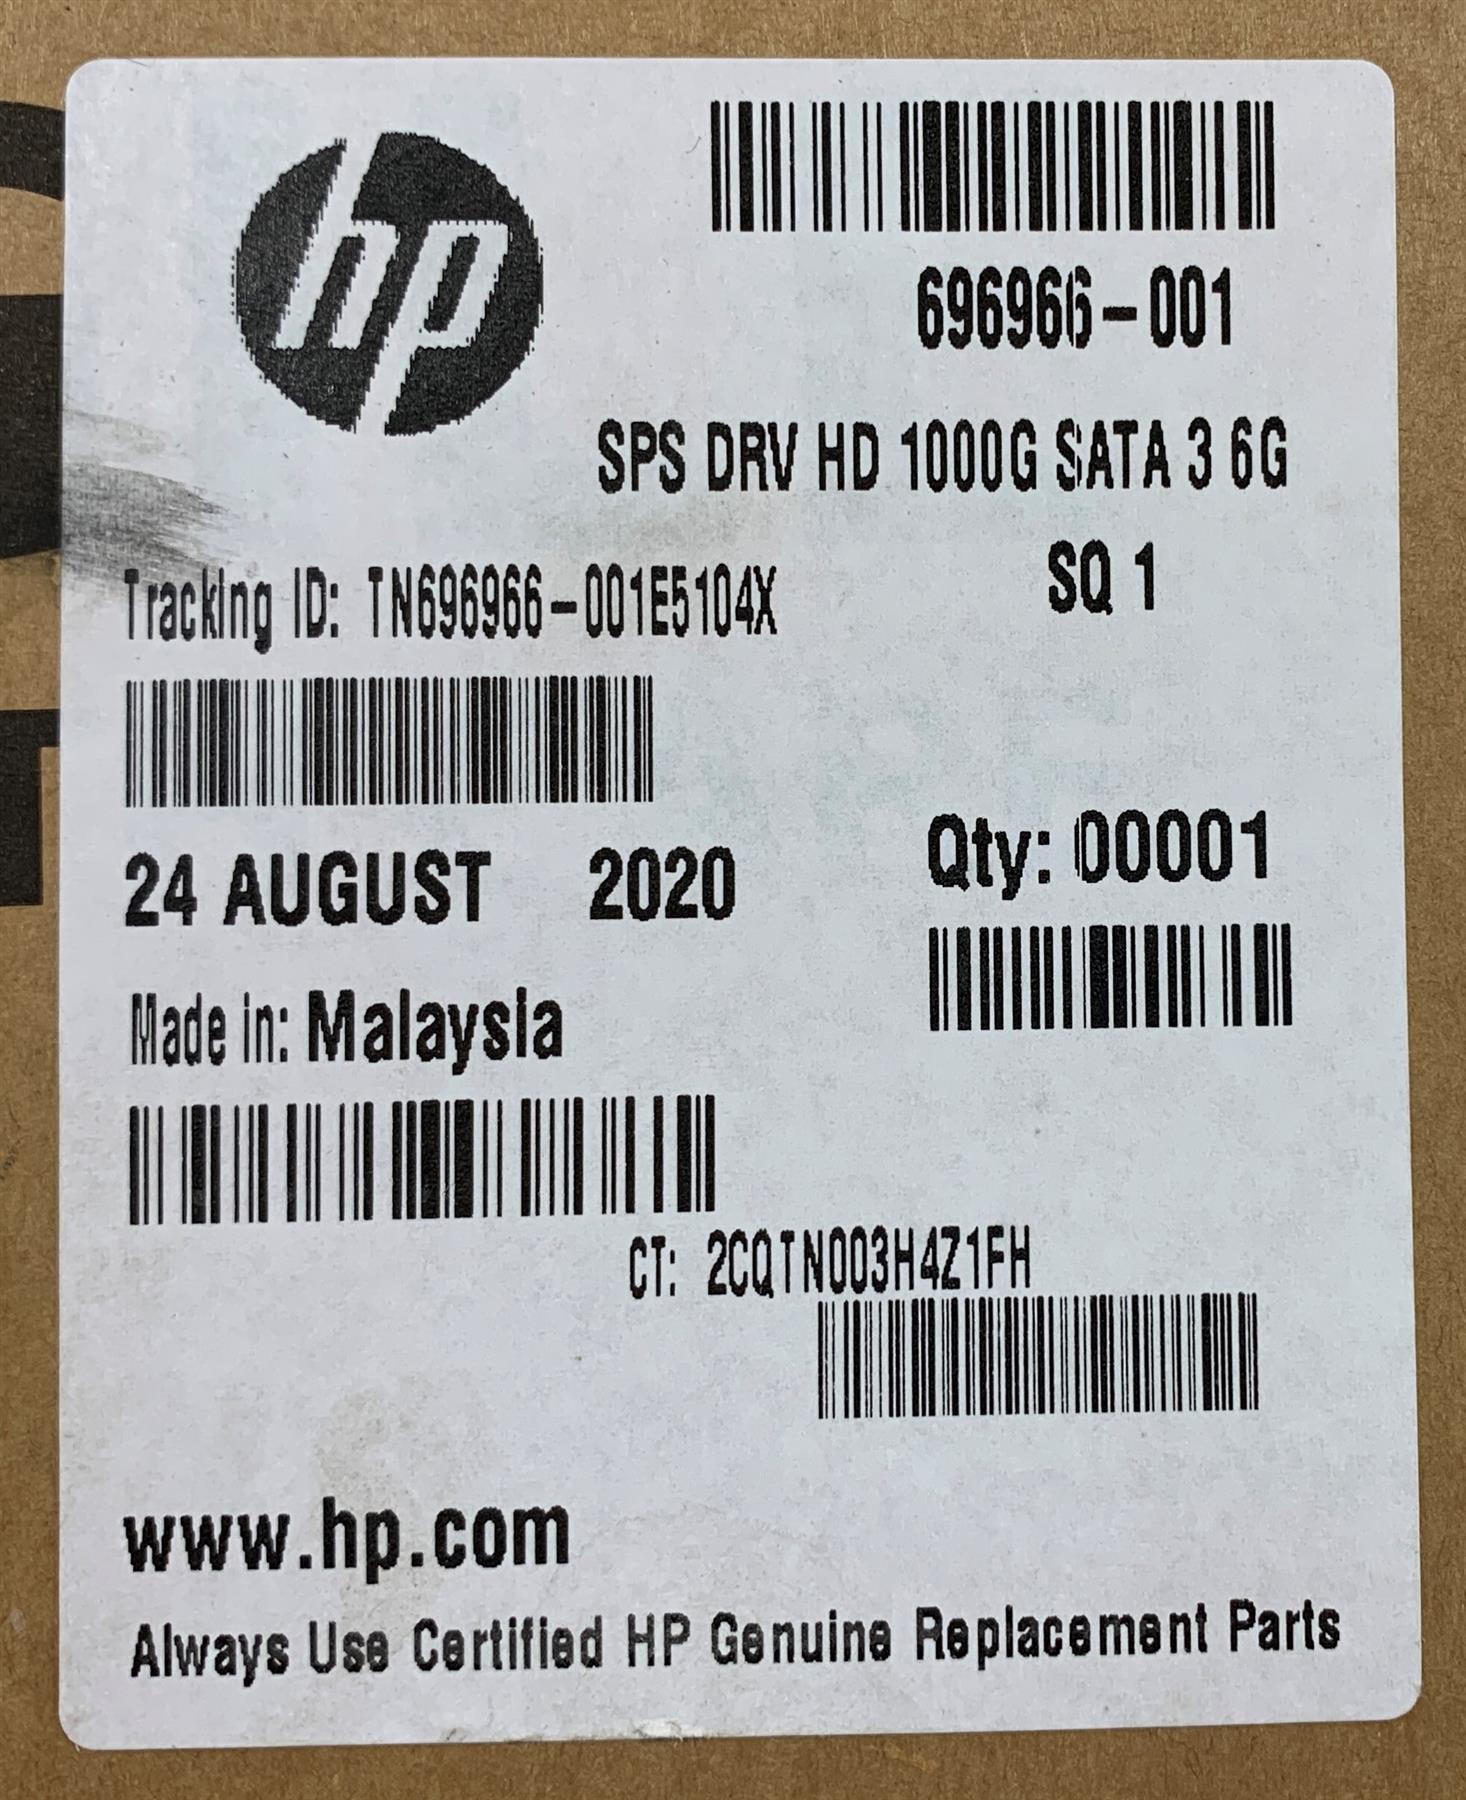 hp
696966-001
SPS DRV HD 1000G SATA 3 6G
SQ 1
Tracking ID: TN696966-001E5104X
24 AUGUST 2020
Qty: 00001
Made in: Malaysia
CT: 2CQTN003H4Z1FH
www.hp.com
Always Use Certified HP Genuine Replacement Parts